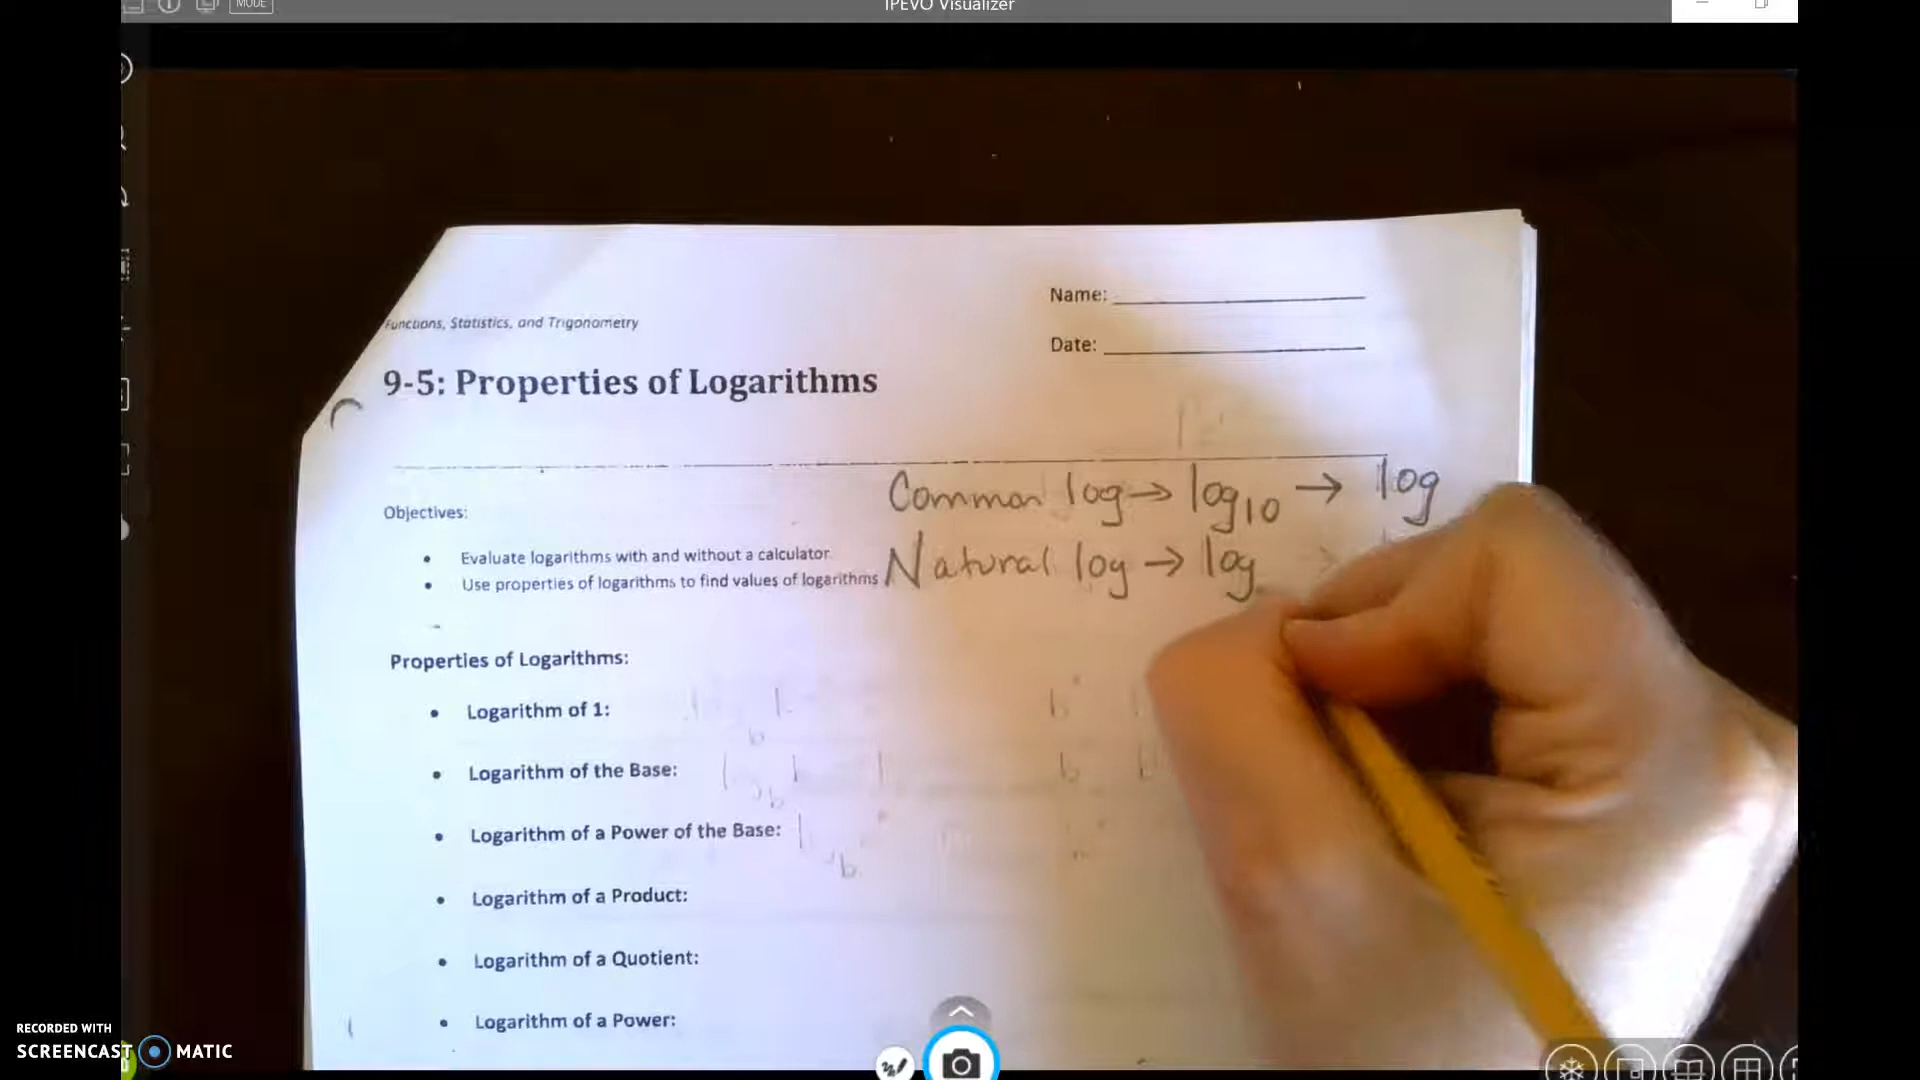 IPEVO Visualizer
MODE
Name:
Functions, Statistics, and Trigonometry
Date:
9-5: Properties of Logarithms
Common log → log10 → log
Objectives:
• Evaluate logarithms with and without a calculator
• Use properties of logarithms to find values of logarithms
Natural log → log
Properties of Logarithms:
• Logarithm of 1:
• Logarithm of the Base:
• Logarithm of a Power of the Base:
• Logarithm of a Product:
• Logarithm of a Quotient:
• Logarithm of a Power:
RECORDED WITH
SCREENCAST MATIC